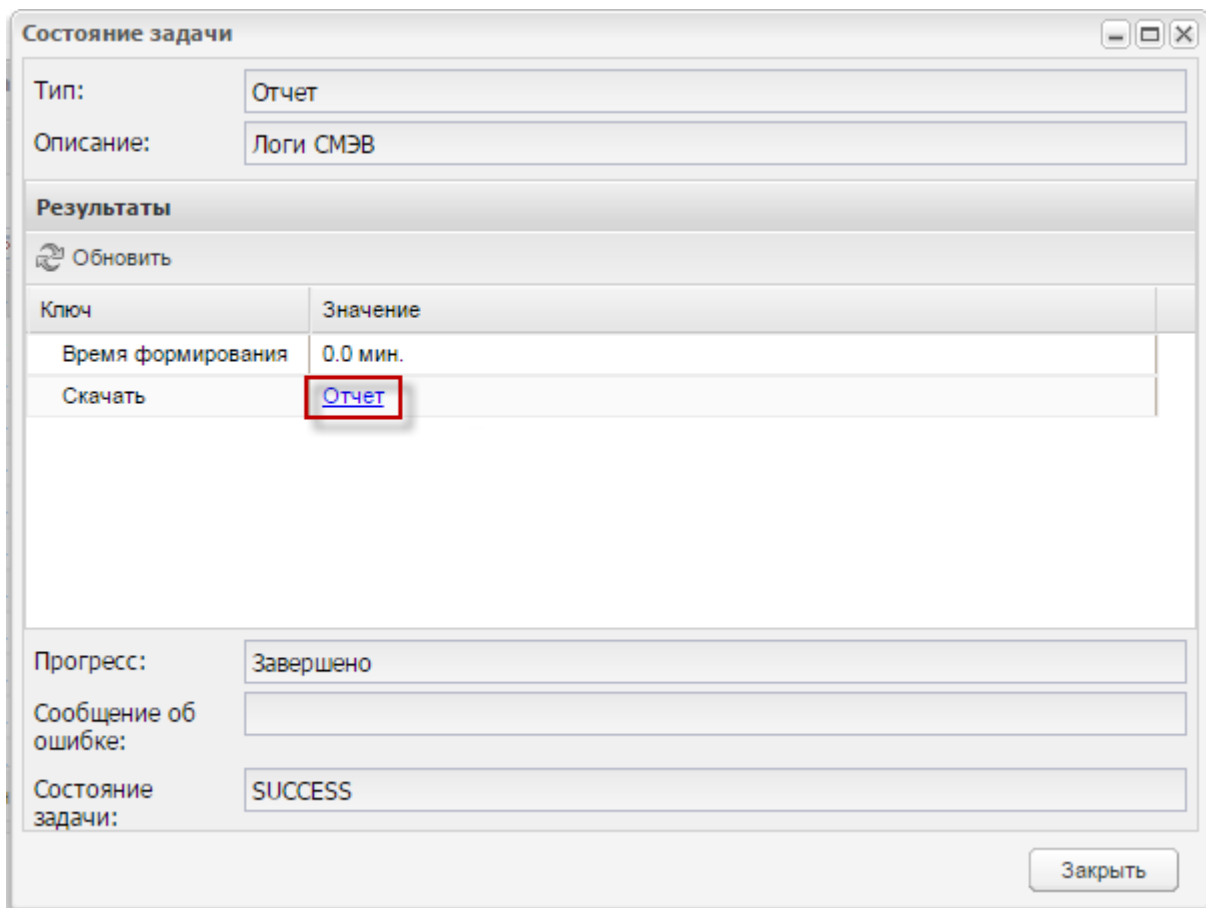 Состояние задачи
Тип: Отчет
Описание: Логи СМЭВ
Результаты
Обновить
Ключ Значение
Время формирования 0.0 мин.
Скачать Отчет
Прогресс: Завершено
Сообщение об
ошибке:
Состояние SUCCESS
задачи:
Закрыть